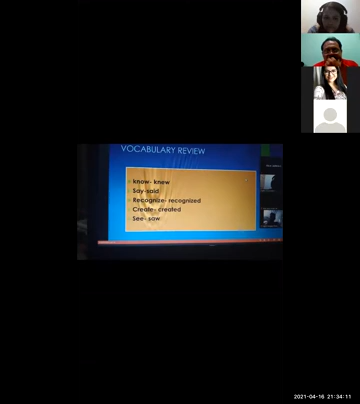 VOCABULARY REVIEW
know- knew
Say-said
Recognize- recognized
Create- created
See- saw
2021-04-16 21:34:11